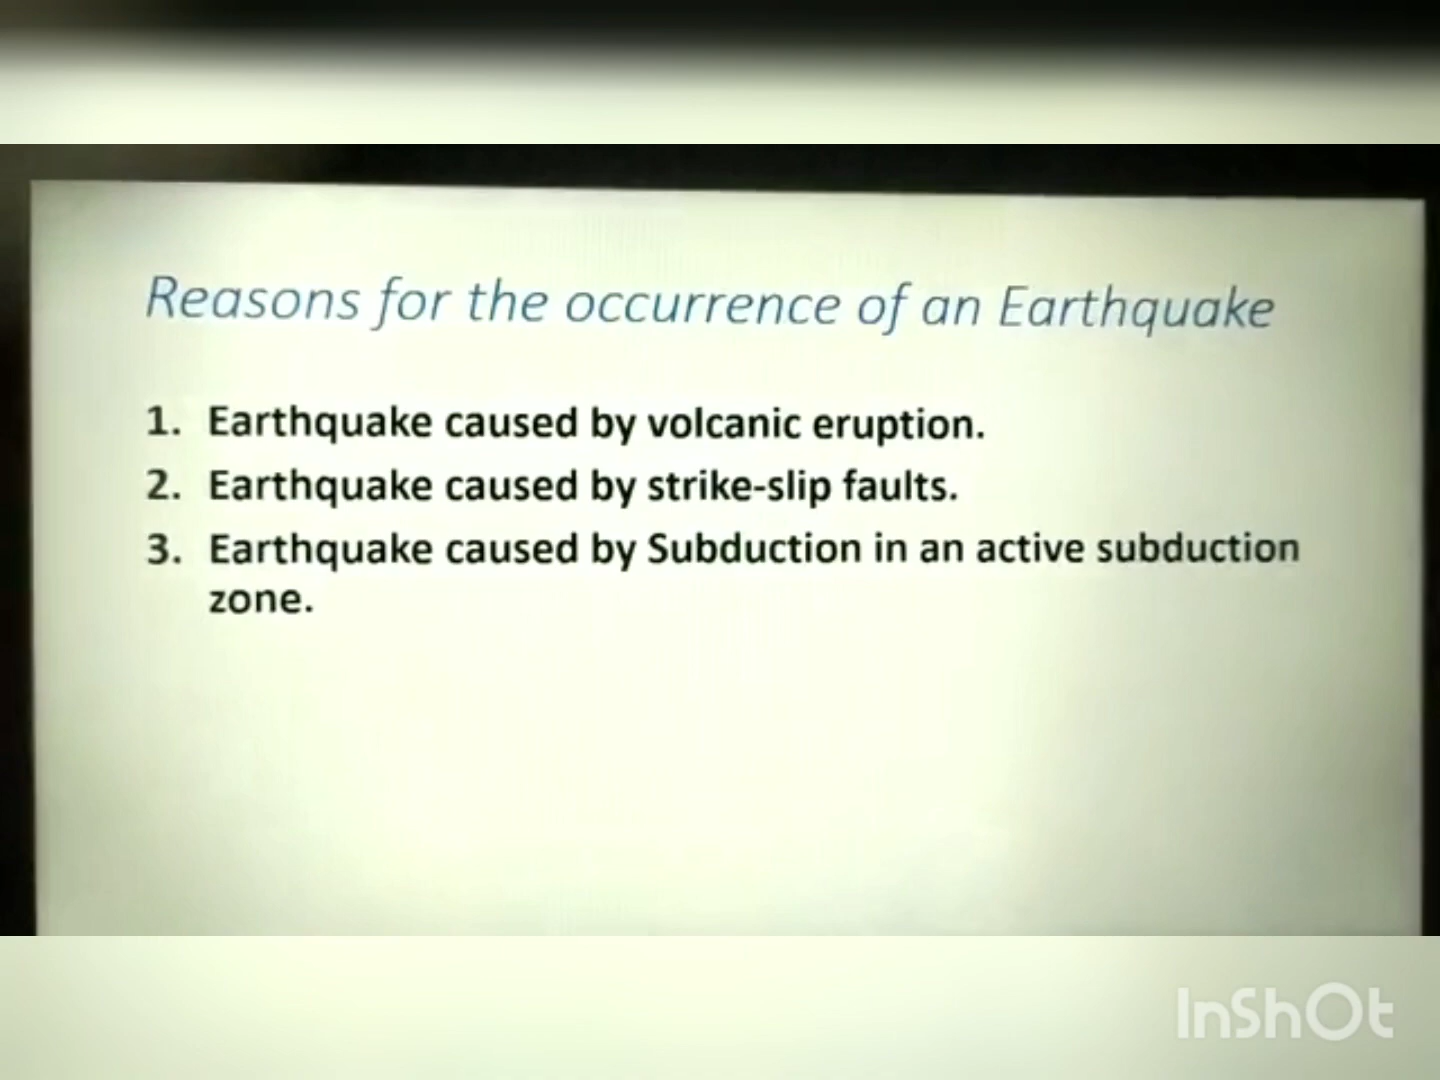 Reasons for the occurrence of an Earthquake
1. Earthquake caused by volcanic eruption.
2. Earthquake caused by strike-slip faults.
3. Earthquake caused by Subduction in an active subduction
zone.
InShOt